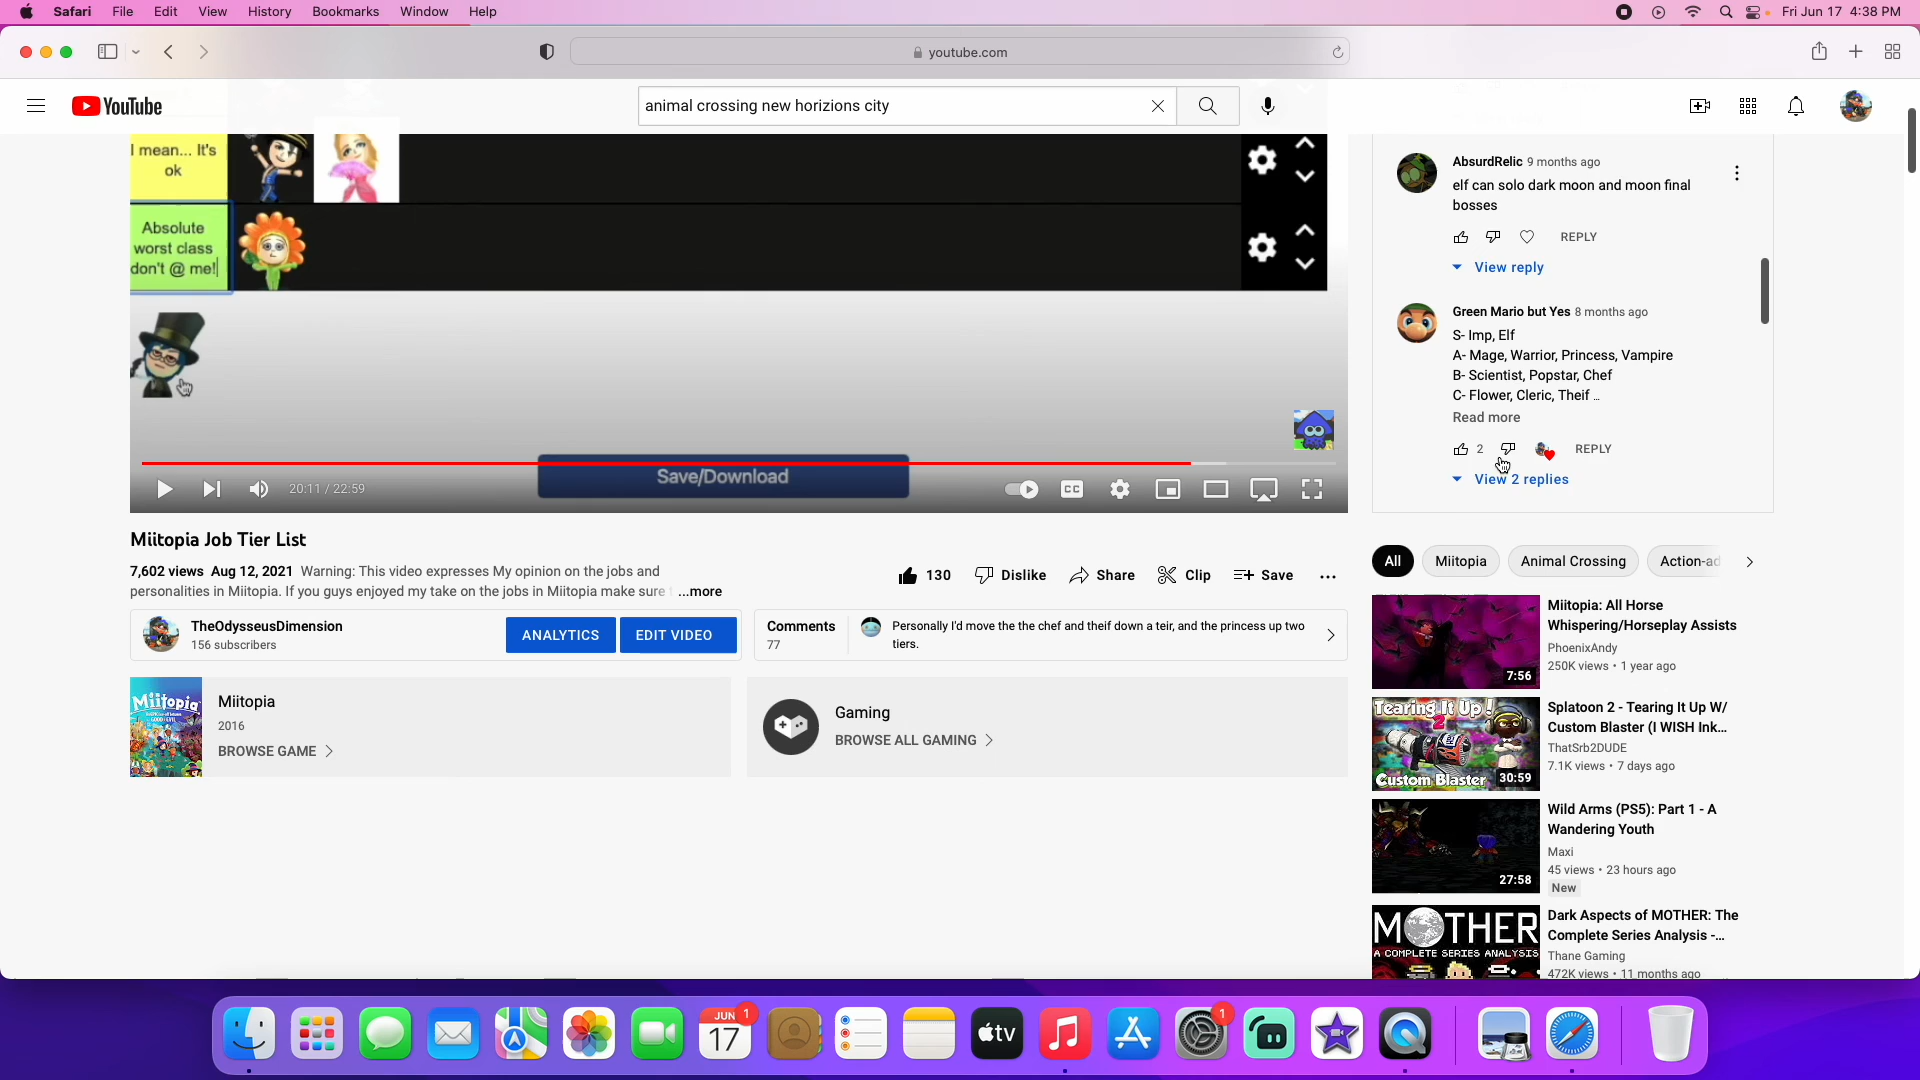 Safari File Edit View History Bookmarks Window Help
Fri Jun 17 4:38 PM
youtube.com
YouTube
animal crossing new horizions city
I mean... It's
ok
Absolute
worst class
don't @ me!
Save/Download
20:11 / 22:59
CC
AbsurdRelic 9 months ago
elf can solo dark moon and moon final
bosses
REPLY
View reply
Green Mario but Yes 8 months ago
S- Imp, Elf
A- Mage, Warrior, Princess, Vampire
B- Scientist, Popstar, Chef
C- Flower, Cleric, Theif ...
Read more
2 REPLY
View 2 replies
Miitopia Job Tier List
7,602 views Aug 12, 2021 Warning: This video expresses My opinion on the jobs and
personalities in Miitopia. If you guys enjoyed my take on the jobs in Miitopia make sure ...more
130 Dislike Share Clip Save
TheOdysseusDimension
156 subscribers
ANALYTICS EDIT VIDEO
Comments
77
Personally I'd move the the chef and theif down a teir, and the princess up two
tiers.
Miitopia
Miitopia
2016
BROWSE GAME
Gaming
BROWSE ALL GAMING
All Miitopia Animal Crossing Action-ad
7:56
Miitopia: All Horse
Whispering/Horseplay Assists
PhoenixAndy
250K views • 1 year ago
Tearing It Up!
2
Custom Blaster
30:59
Splatoon 2 - Tearing It Up W/
Custom Blaster (I WISH Ink...
ThatSrb2DUDE
7.1K views • 7 days ago
27:58
Wild Arms (PS5): Part 1 - A
Wandering Youth
Maxi
45 views • 23 hours ago
New
MOTHER
A COMPLETE SERIES ANALYSIS
Dark Aspects of MOTHER: The
Complete Series Analysis -...
Thane Gaming
472K views • 11 months ago
JUN
17
1
tv
1